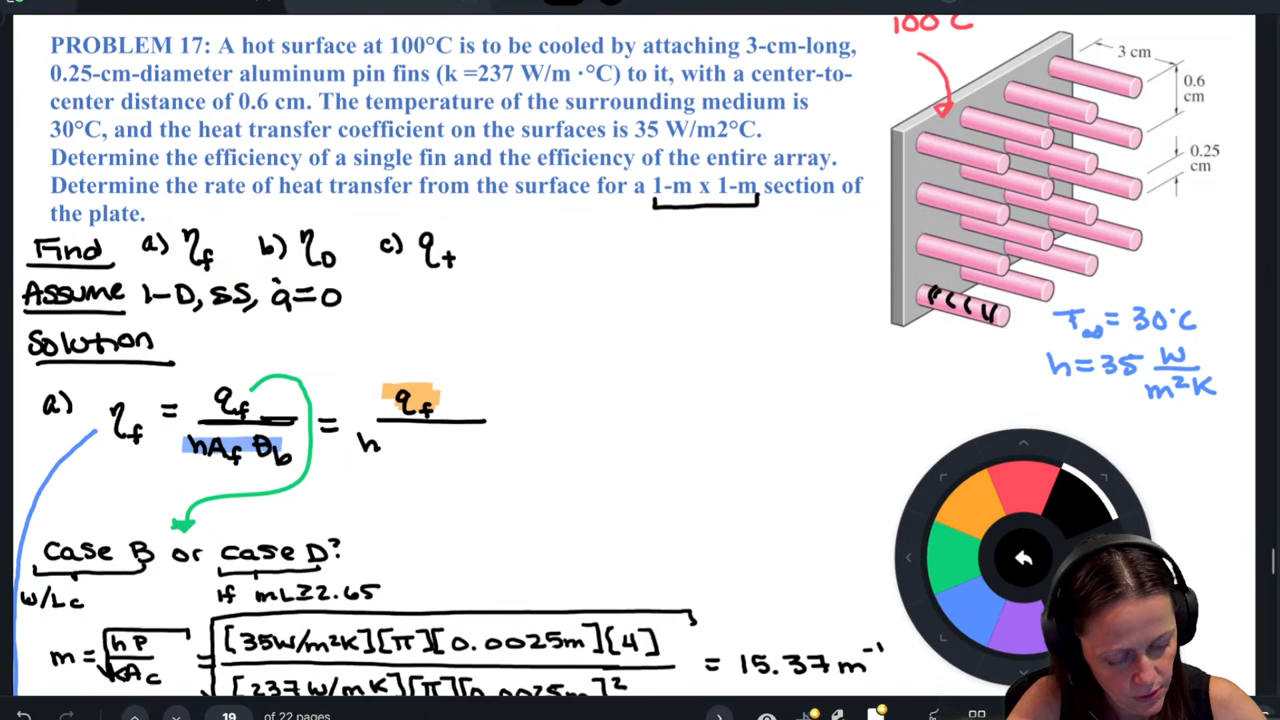 PROBLEM 17: A hot surface at 100°C is to be cooled by attaching 3-cm-long,
0.25-cm-diameter aluminum pin fins (k =237 W/m ·°C) to it, with a center-to-
center distance of 0.6 cm. The temperature of the surrounding medium is
30°C, and the heat transfer coefficient on the surfaces is 35 W/m2°C.
Determine the efficiency of a single fin and the efficiency of the entire array.
Determine the rate of heat transfer from the surface for a 1-m x 1-m section of
the plate.
100°C
3 cm
0.6
cm
0.25
cm
T∞ = 30°C
h = 35 W/m²K
Find a) ηf b) ηo c) qt
Assume 1-D, SS, q̇=0
Solution
a) ηf = qf / hAfθb = qf / h
Case B or case D?
w/Lc if mL≥2.65
m = √(hP/kAc) = √([35W/m²K][π][0.0025m][4] / [237 W/mK][π][0.0025m]²) = 15.37 m⁻¹
19 of 22 pages